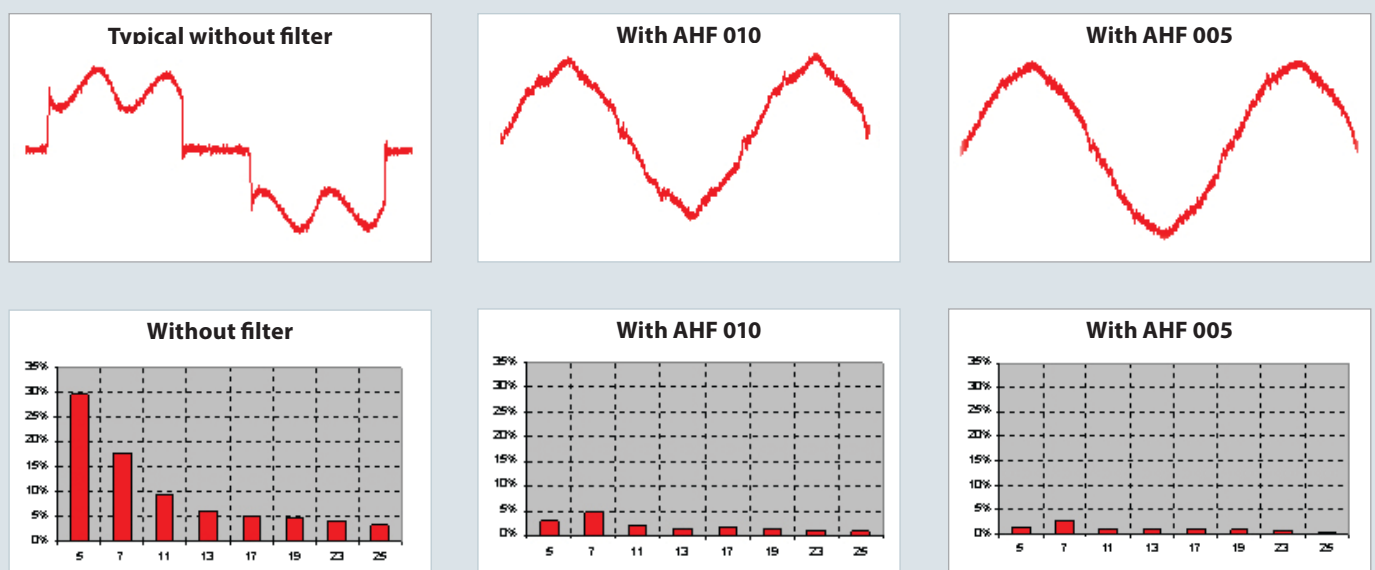 Typical without filter
With AHF 010
With AHF 005
Without filter
35%
30%
25%
20%
15%
10%
5%
0%
5 7 11 13 17 19 23 25
With AHF 010
35%
30%
25%
20%
15%
10%
5%
0%
5 7 11 13 17 19 23 25
With AHF 005
35%
30%
25%
20%
15%
10%
5%
0%
5 7 11 13 17 19 23 25